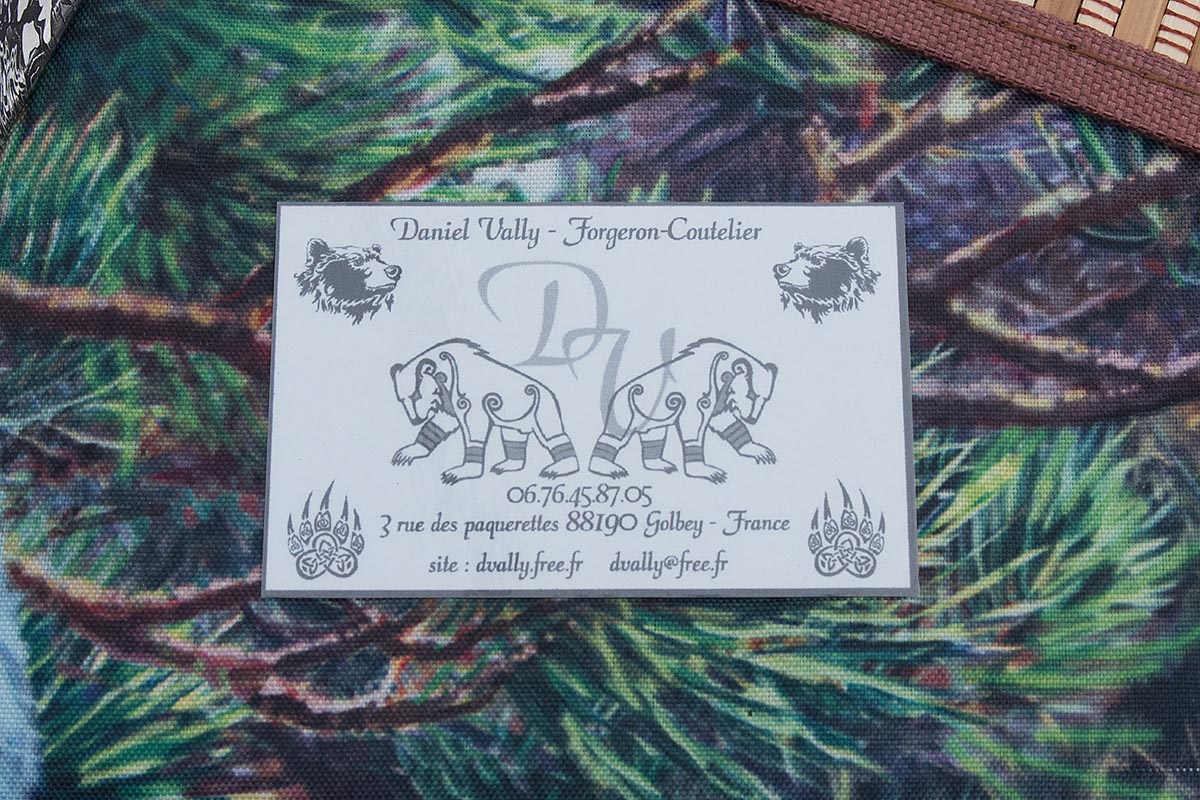 Daniel Vally - Forgeron-Coutelier
DV
06.76.45.87.05
3 rue des paquerettes 88190 Golbey - France
site : dvally.free.fr dvally@free.fr